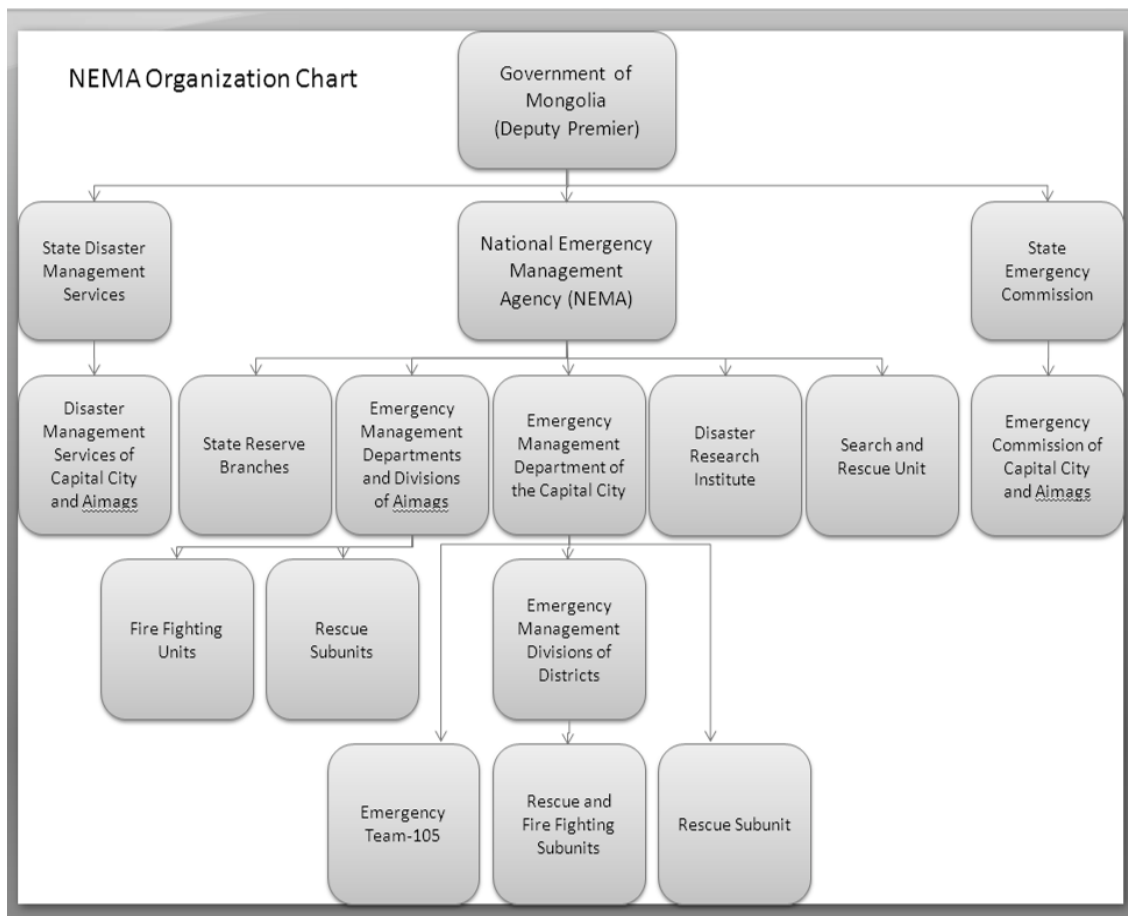 NEMA Organization Chart
Government of
Mongolia
(Deputy Premier)
State Disaster
Management
Services
National Emergency
Management
Agency (NEMA)
State
Emergency
Commission
Disaster
Management
Services of
Capital City
and Aimags
State Reserve
Branches
Emergency
Management
Departments
and Divisions
of Aimags
Emergency
Management
Department of
the Capital City
Disaster
Research
Institute
Search and
Rescue Unit
Emergency
Commission of
Capital City
and Aimags
Fire Fighting
Units
Rescue
Subunits
Emergency
Management
Divisions of
Districts
Emergency
Team-105
Rescue and
Fire Fighting
Subunits
Rescue Subunit